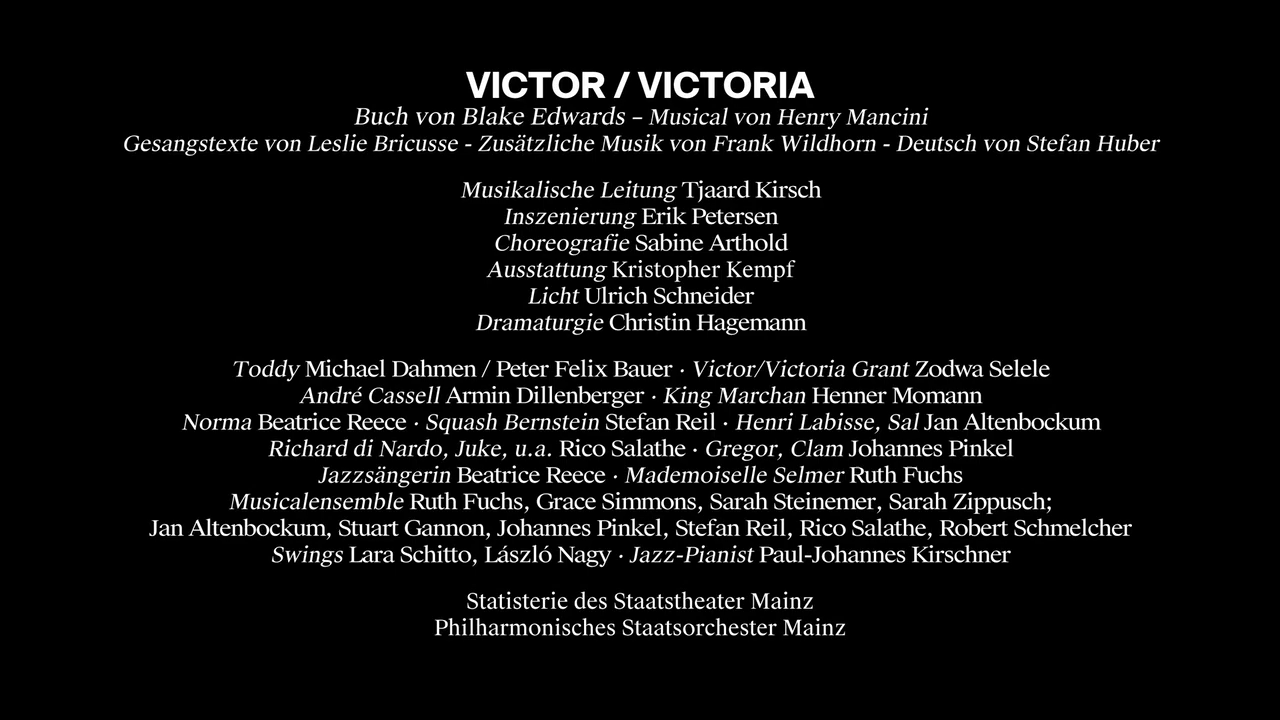 VICTOR / VICTORIA
Buch von Blake Edwards – Musical von Henry Mancini
Gesangstexte von Leslie Bricusse - Zusätzliche Musik von Frank Wildhorn - Deutsch von Stefan Huber
Musikalische Leitung Tjaard Kirsch
Inszenierung Erik Petersen
Choreografie Sabine Arthold
Ausstattung Kristopher Kempf
Licht Ulrich Schneider
Dramaturgie Christin Hagemann
Toddy Michael Dahmen / Peter Felix Bauer · Victor/Victoria Grant Zodwa Selele
André Cassell Armin Dillenberger · King Marchan Henner Momann
Norma Beatrice Reece · Squash Bernstein Stefan Reil · Henri Labisse, Sal Jan Altenbockum
Richard di Nardo, Juke, u.a. Rico Salathe · Gregor, Clam Johannes Pinkel
Jazzsängerin Beatrice Reece · Mademoiselle Selmer Ruth Fuchs
Musicalensemble Ruth Fuchs, Grace Simmons, Sarah Steinemer, Sarah Zippusch;
Jan Altenbockum, Stuart Gannon, Johannes Pinkel, Stefan Reil, Rico Salathe, Robert Schmelcher
Swings Lara Schitto, László Nagy · Jazz-Pianist Paul-Johannes Kirschner
Statisterie des Staatstheater Mainz
Philharmonisches Staatsorchester Mainz